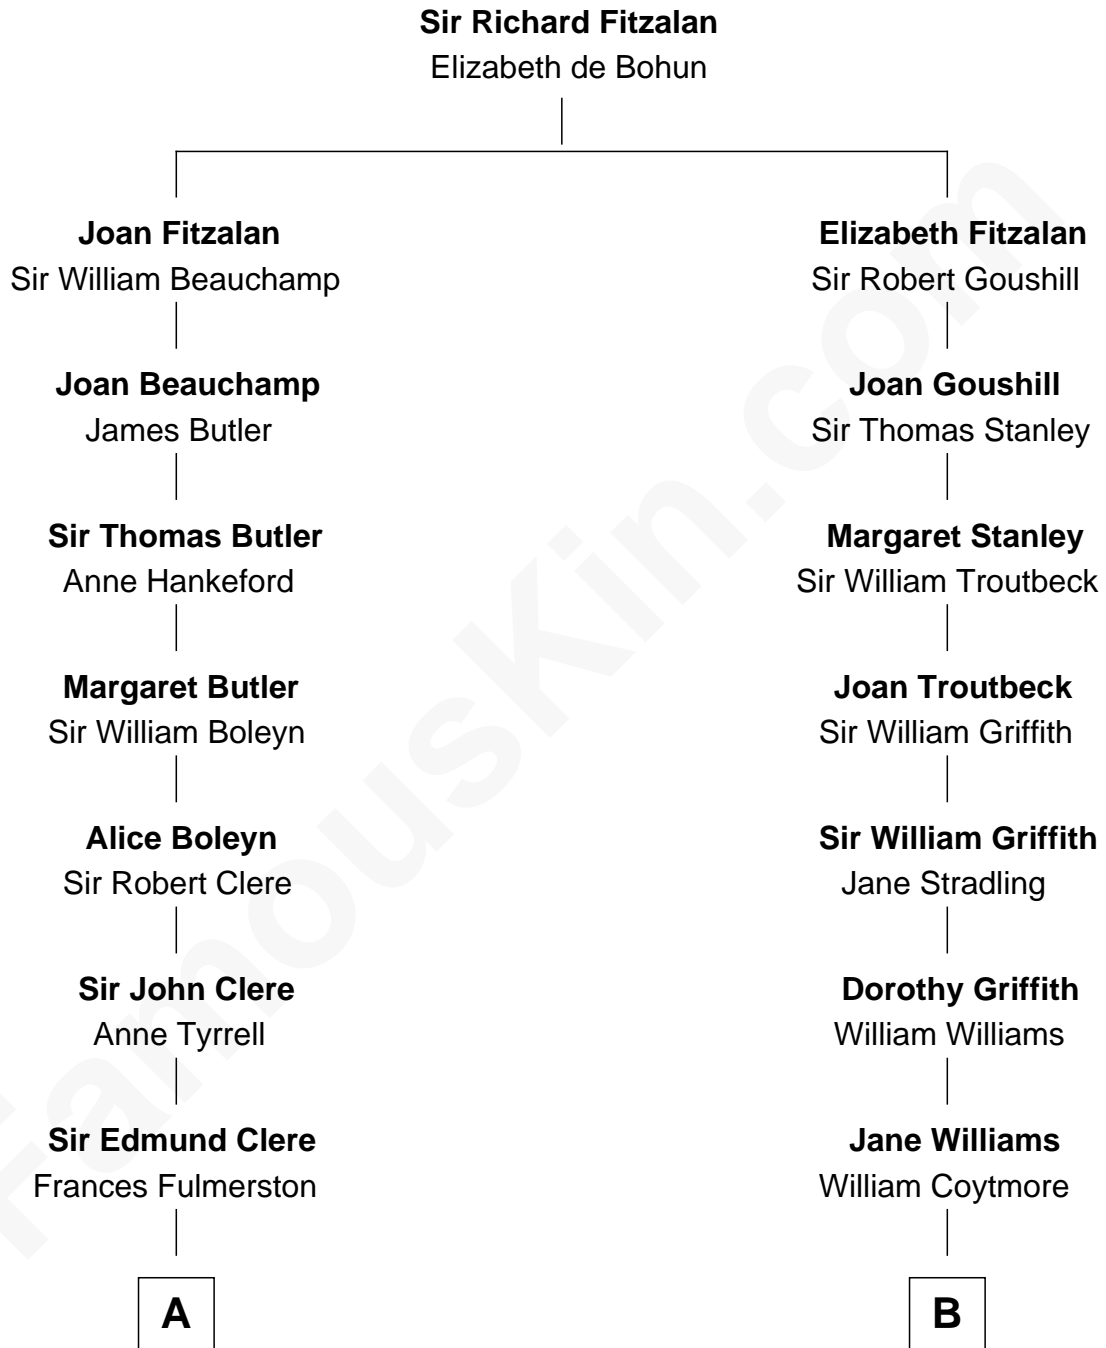 Sir Richard Fitzalan
Elizabeth de Bohun
Joan Fitzalan
Sir William Beauchamp
Elizabeth Fitzalan
Sir Robert Goushill
Joan Beauchamp
James Butler
Joan Goushill
Sir Thomas Stanley
Sir Thomas Butler
Anne Hankeford
Margaret Stanley
Sir William Troutbeck
Margaret Butler
Sir William Boleyn
Joan Troutbeck
Sir William Griffith
Alice Boleyn
Sir Robert Clere
Sir William Griffith
Jane Stradling
Sir John Clere
Anne Tyrrell
Dorothy Griffith
William Williams
Sir Edmund Clere
Frances Fulmerston
Jane Williams
William Coytmore
A
B
FamousKin.com